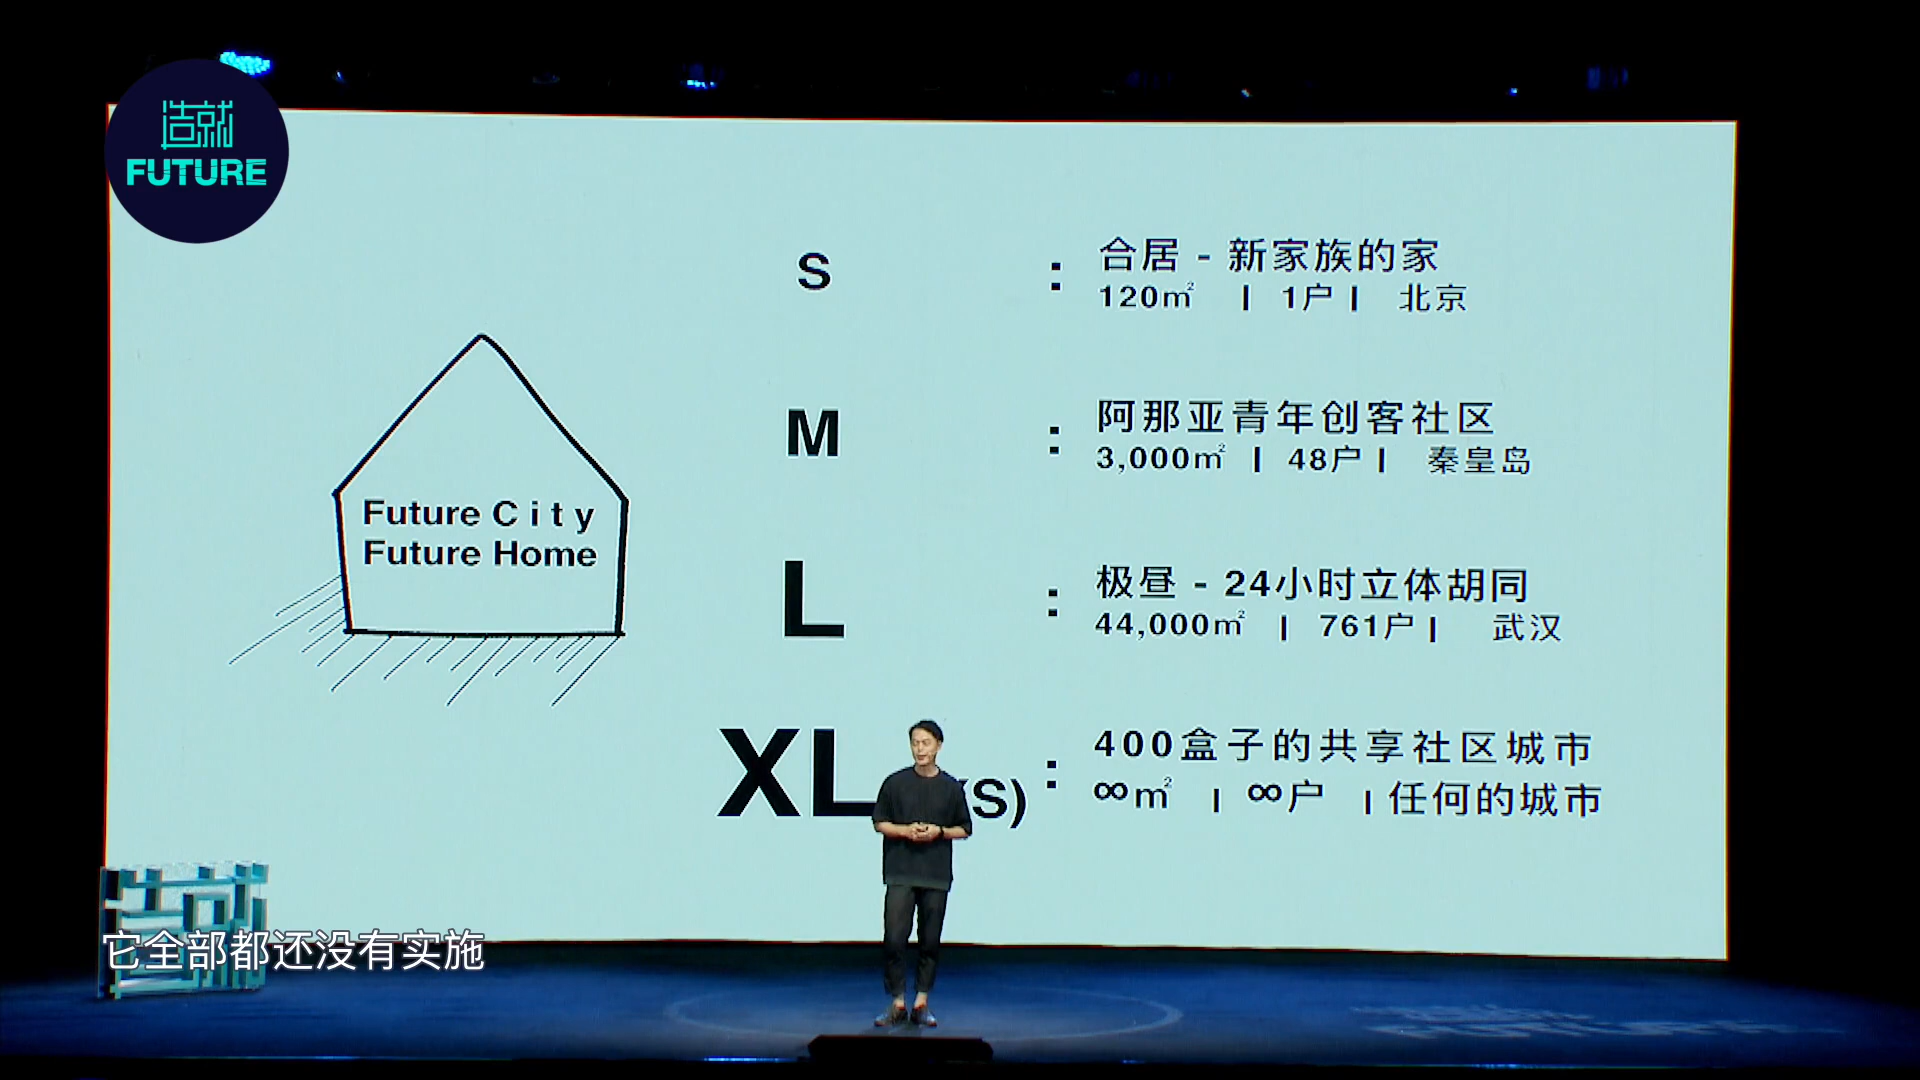 造就
FUTURE
Future City
Future Home
S : 合居 - 新家族的家
120㎡ | 1户 | 北京
M : 阿那亚青年创客社区
3,000㎡ | 48户 | 秦皇岛
L : 极昼 - 24小时立体胡同
44,000㎡ | 761户 | 武汉
XL (S) : 400盒子的共享社区城市
∞㎡ | ∞户 | 任何的城市
造就
它全部都还没有实施